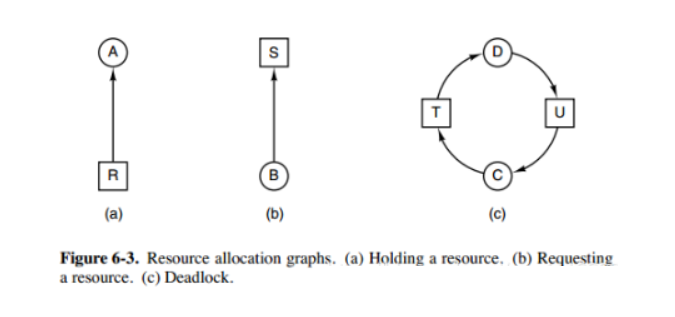 A
S
D
T
U
R
B
C
(a)
(b)
(c)
Figure 6-3. Resource allocation graphs. (a) Holding a resource. (b) Requesting
a resource. (c) Deadlock.